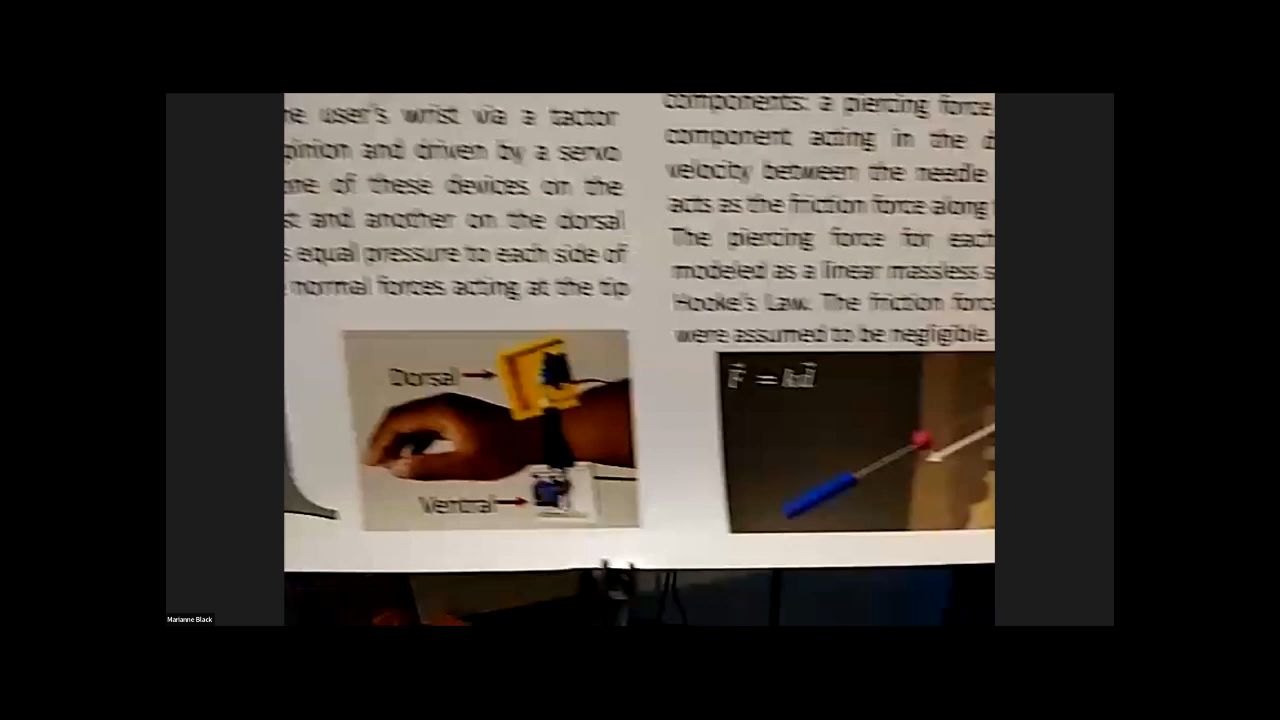 user's wrist via a tactor
pinion and driven by a servo
one of these devices on the
and another on the dorsal
equal pressure to each side of
normal forces acting at the tip
Dorsal
Ventral
components: a piercing force
component acting in the
velocity between the needle
acts as the friction force along
The piercing force for each
modeled as a linear massless
Hooke's Law. The friction force
were assumed to be negligible.
Marianne Black